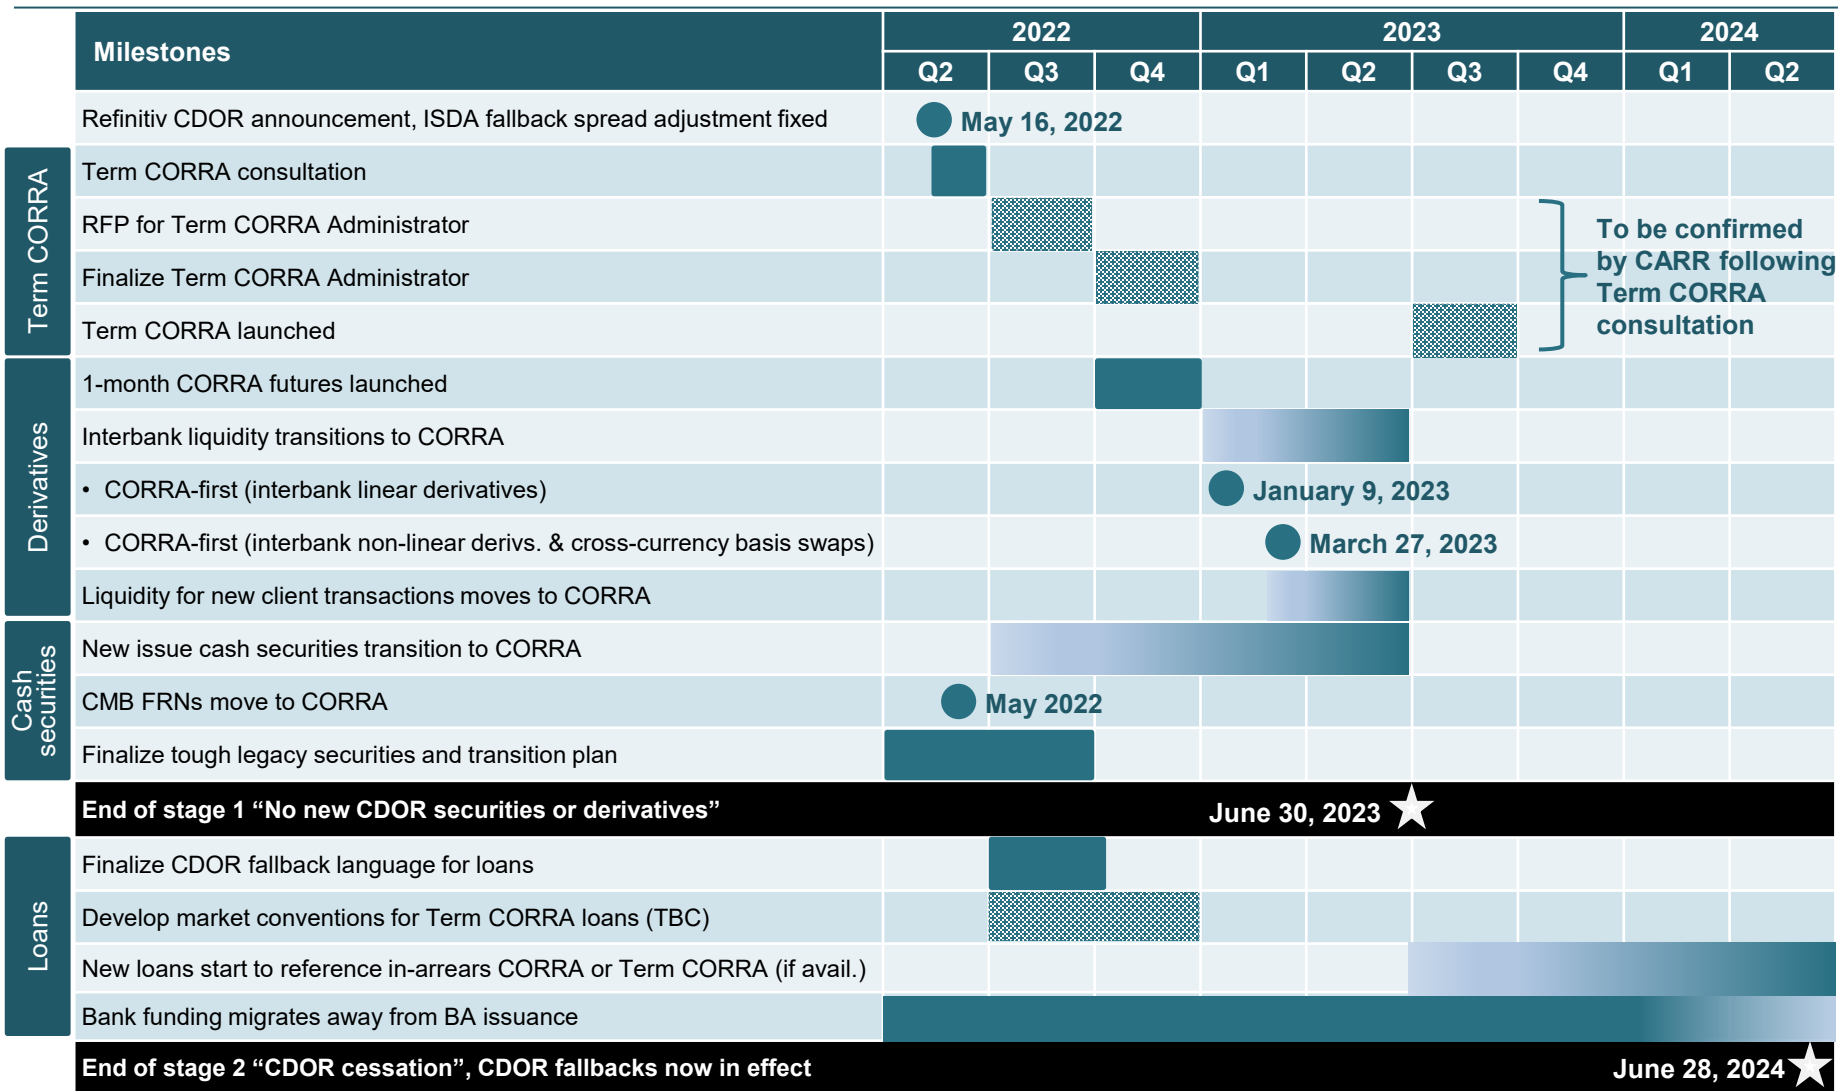 Milestones
2022
2023
2024
Q2
Q3
Q4
Q1
Q2
Q3
Q4
Q1
Q2
Refinitiv CDOR announcement, ISDA fallback spread adjustment fixed
May 16, 2022
Term CORRA
Term CORRA consultation
RFP for Term CORRA Administrator
Finalize Term CORRA Administrator
Term CORRA launched
To be confirmed
by CARR following
Term CORRA
consultation
Derivatives
1-month CORRA futures launched
Interbank liquidity transitions to CORRA
• CORRA-first (interbank linear derivatives)
January 9, 2023
• CORRA-first (interbank non-linear derivs. & cross-currency basis swaps)
March 27, 2023
Liquidity for new client transactions moves to CORRA
Cash
securities
New issue cash securities transition to CORRA
CMB FRNs move to CORRA
May 2022
Finalize tough legacy securities and transition plan
End of stage 1 “No new CDOR securities or derivatives”
June 30, 2023
Loans
Finalize CDOR fallback language for loans
Develop market conventions for Term CORRA loans (TBC)
New loans start to reference in-arrears CORRA or Term CORRA (if avail.)
Bank funding migrates away from BA issuance
End of stage 2 “CDOR cessation”, CDOR fallbacks now in effect
June 28, 2024